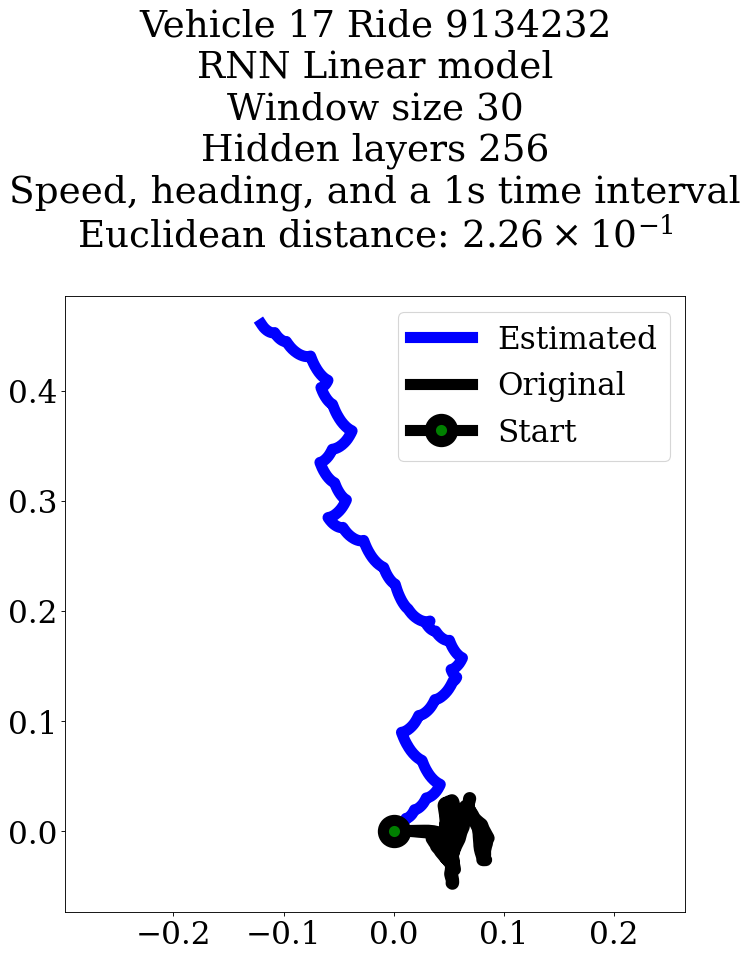 Vehicle 17 Ride 9134232
RNN Linear model
Window size 30
Hidden layers 256
Speed, heading, and a 1s time interval
Euclidean distance: 2.26 × 10⁻¹
Estimated
Original
Start
0.4
0.3
0.2
0.1
0.0
−0.2 −0.1 0.0 0.1 0.2